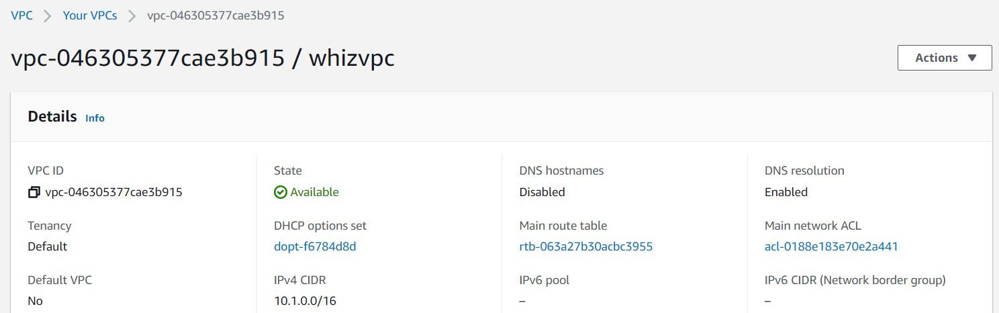 VPC > Your VPCs > vpc-046305377cae3b915
vpc-046305377cae3b915 / whizvpc
Actions
Details Info
VPC ID State DNS hostnames DNS resolution
vpc-046305377cae3b915 Available Disabled Enabled
Tenancy DHCP options set Main route table Main network ACL
Default dopt-f6784d8d rtb-063a27b30acbc3955 acl-0188e183e70e2a441
Default VPC IPv4 CIDR IPv6 pool IPv6 CIDR (Network border group)
No 10.1.0.0/16 – –